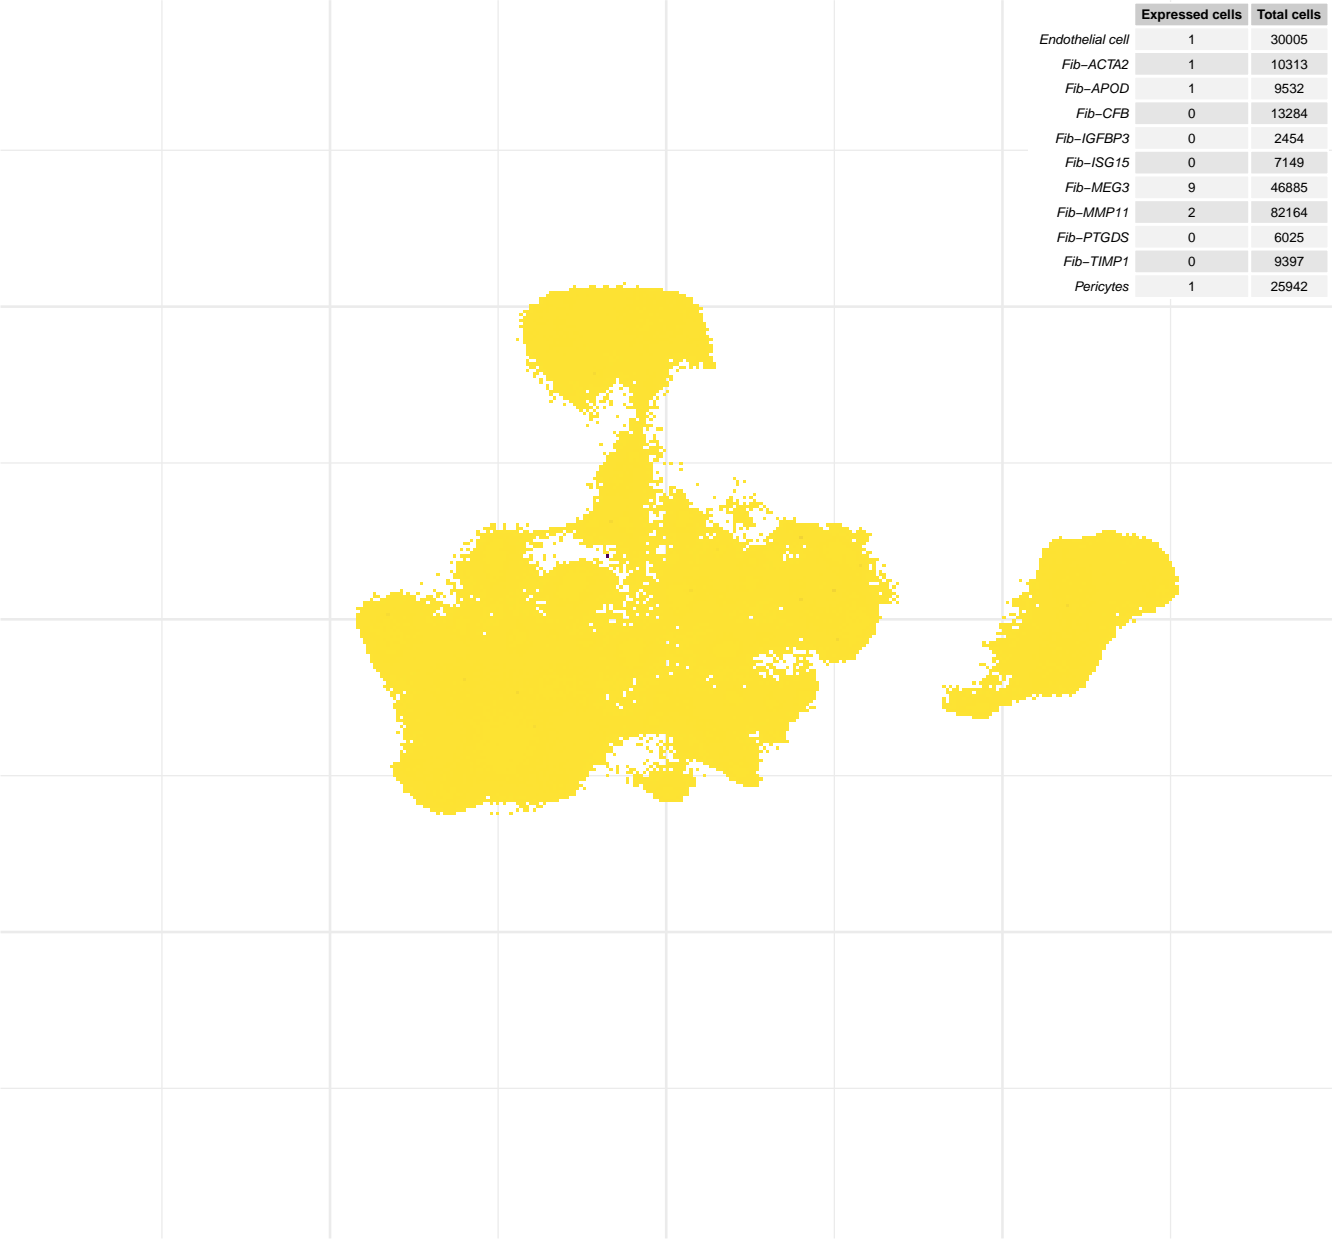 Expressed cells Total cells
Endothelial cell 1 30005
Fib−ACTA2 1 10313
Fib−APOD 1 9532
Fib−CFB 0 13284
Fib−IGFBP3 0 2454
Fib−ISG15 0 7149
Fib−MEG3 9 46885
Fib−MMP11 2 82164
Fib−PTGDS 0 6025
Fib−TIMP1 0 9397
Pericytes 1 25942